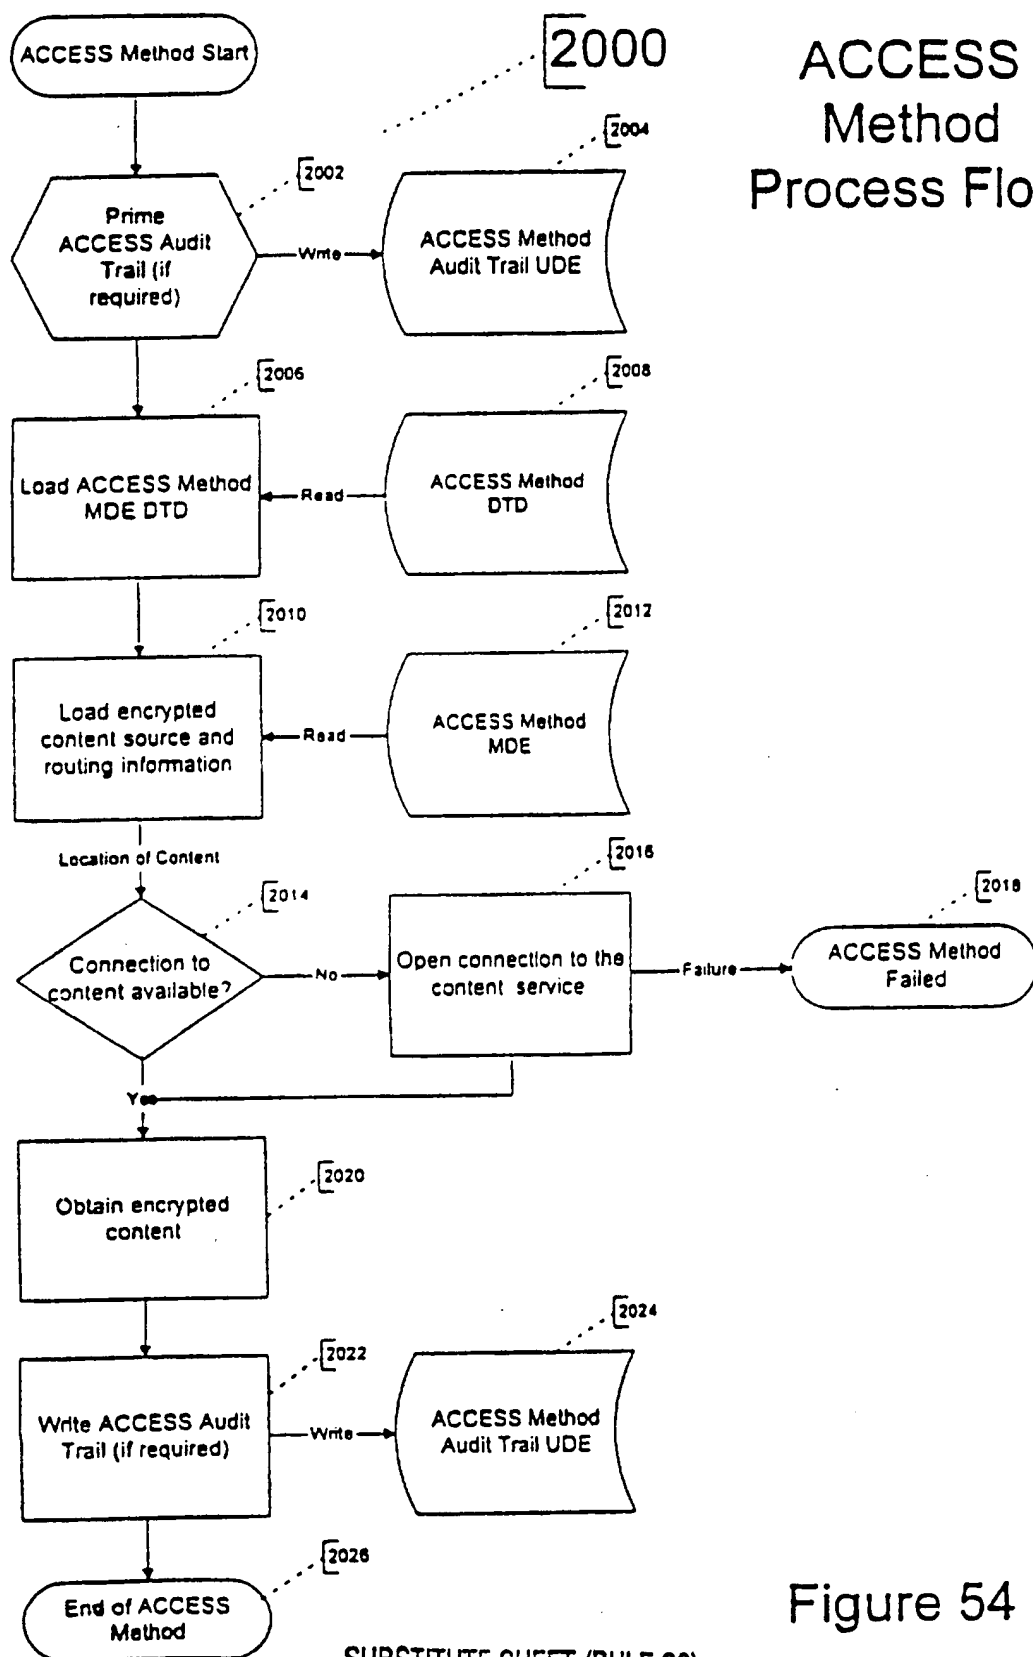 ACCESS Method Start
2000
ACCESS
Method
Process Flo
2002
2004
Prime
ACCESS Audit
Trail (if
required)
Write
ACCESS Method
Audit Trail UDE
2006
2008
Load ACCESS Method
MDE DTD
Read
ACCESS Method
DTD
2010
2012
Load encrypted
content source and
routing information
Read
ACCESS Method
MDE
Location of Content
2014
2016
2018
Connection to
content available?
No
Open connection to the
content service
Failure
ACCESS Method
Failed
2020
Obtain encrypted
content
2022
2024
Write ACCESS Audit
Trail (if required)
Write
ACCESS Method
Audit Trail UDE
2026
End of ACCESS
Method
Figure 54